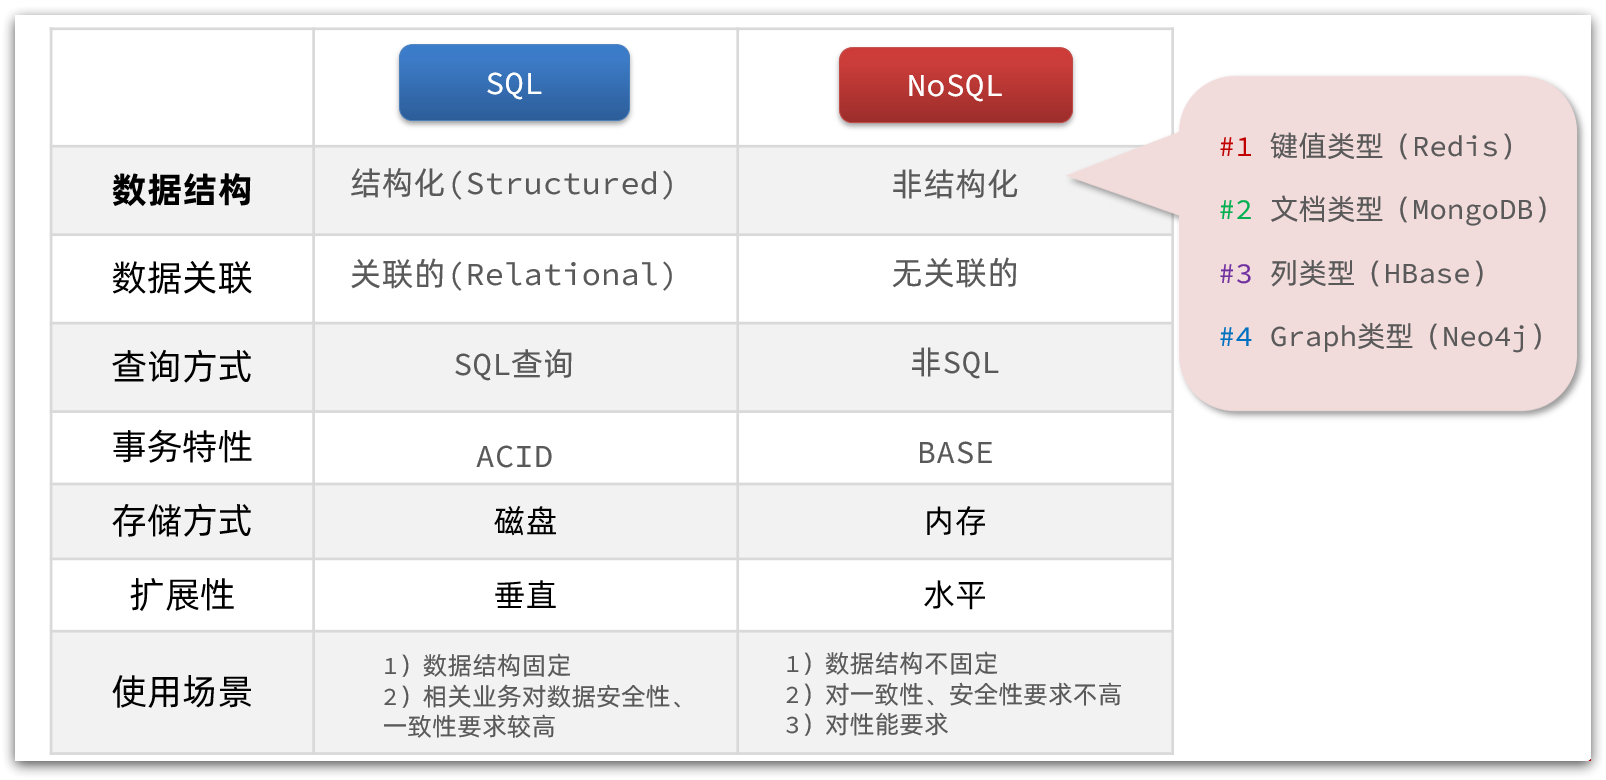 SQL
NoSQL
数据结构
结构化(Structured)
非结构化
#1 键值类型（Redis）
#2 文档类型（MongoDB）
#3 列类型（HBase）
#4 Graph类型（Neo4j）
数据关联
关联的(Relational)
无关联的
查询方式
SQL查询
非SQL
事务特性
ACID
BASE
存储方式
磁盘
内存
扩展性
垂直
水平
使用场景
1）数据结构固定
2）相关业务对数据安全性、
一致性要求较高
1）数据结构不固定
2）对一致性、安全性要求不高
3）对性能要求